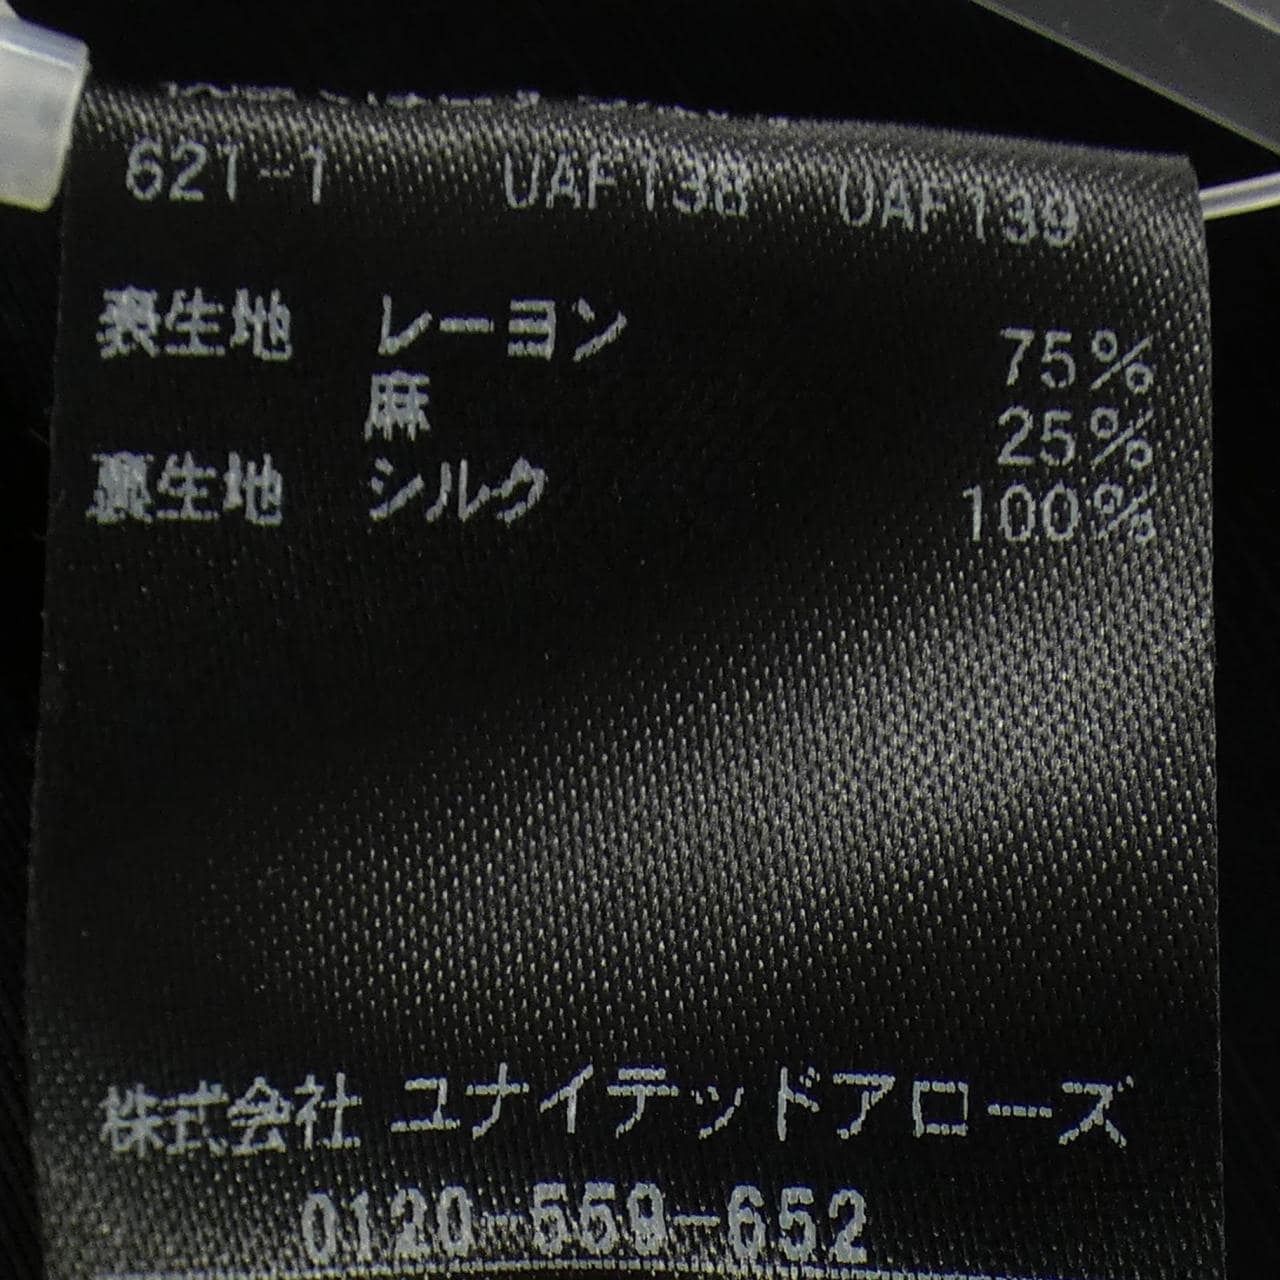 621-1 UAF138 UAF139
表生地 レーヨン 75%
麻 25%
裏生地 シルク 100%
株式会社 ユナイテッドアローズ
0120-559-652